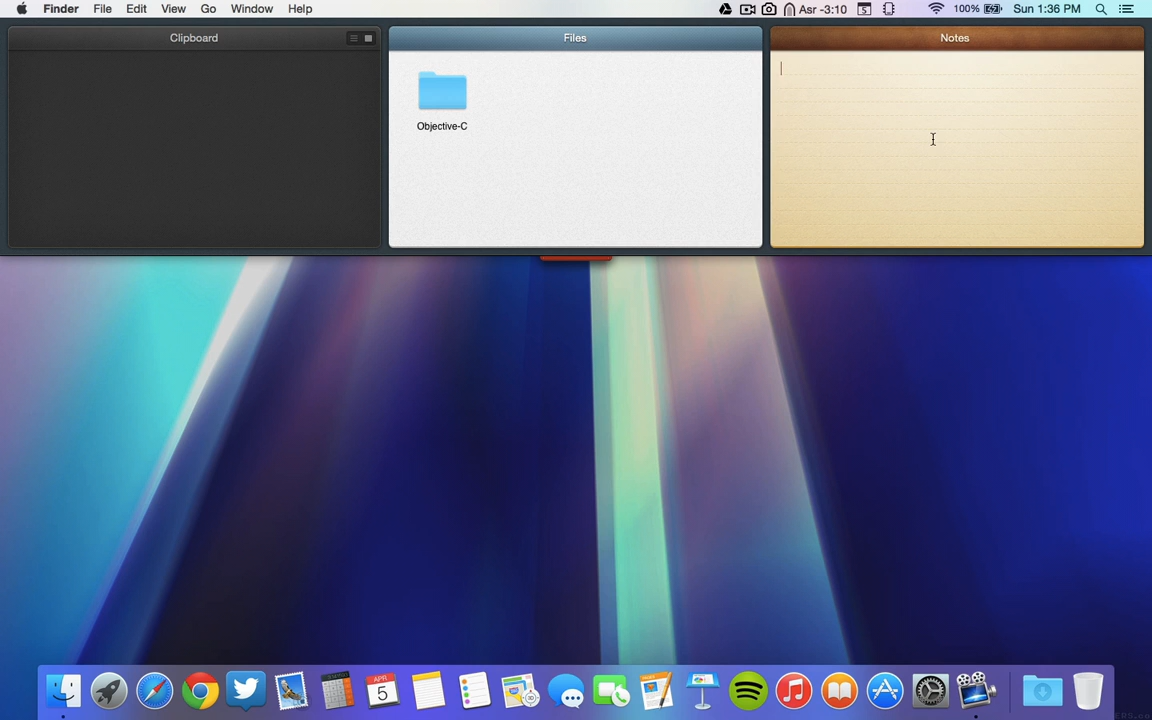 Finder File Edit View Go Window Help Asr -3:10 5 100% Sun 1:36 PM
Clipboard Files Notes
Objective-C
APR
5